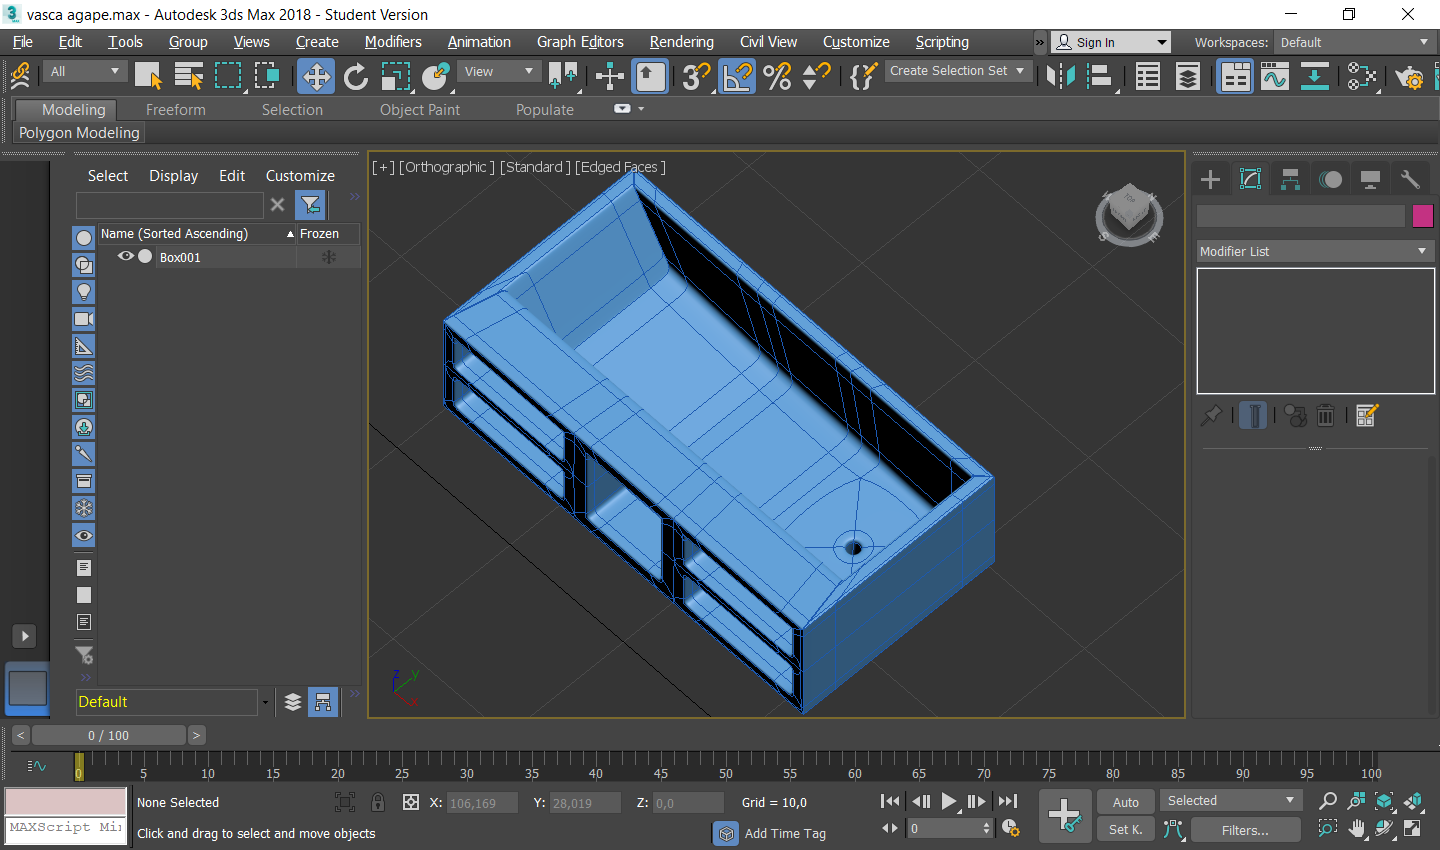 vasca agape.max - Autodesk 3ds Max 2018 - Student Version
File Edit Tools Group Views Create Modifiers Animation Graph Editors Rendering Civil View Customize Scripting » Sign In Workspaces: Default
All View Create Selection Set
Modeling Freeform Selection Object Paint Populate
Polygon Modeling
Select Display Edit Customize
Name (Sorted Ascending) Frozen
Box001
[+] [Orthographic ] [Standard ] [Edged Faces ]
TOP
S E
Modifier List
z y x
Default
< 0 / 100 >
0 5 10 15 20 25 30 35 40 45 50 55 60 65 70 75 80 85 90 95 100
None Selected X: 106,169 Y: 28,019 Z: 0,0 Grid = 10,0 Auto Selected
MAXScript Mi
Click and drag to select and move objects Add Time Tag 0 Set K. Filters...